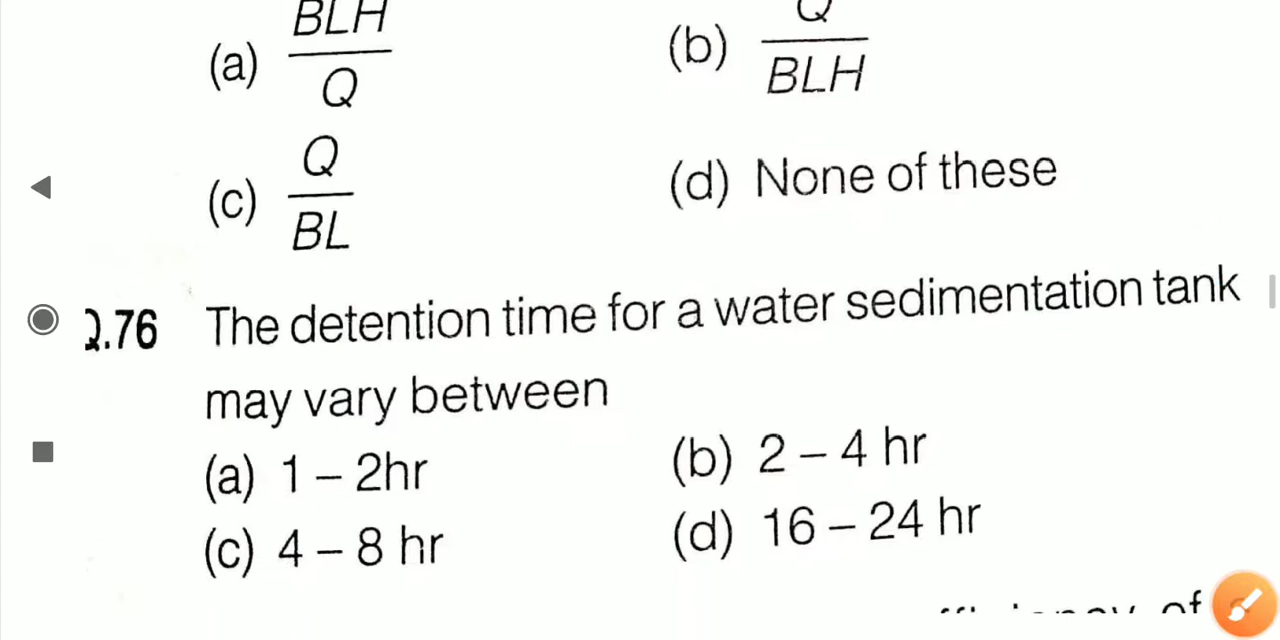 (a) BLH / Q (b) Q / BLH
(c) Q / BL (d) None of these
Q.76 The detention time for a water sedimentation tank
may vary between
(a) 1 – 2hr (b) 2 – 4 hr
(c) 4 – 8 hr (d) 16 – 24 hr
of